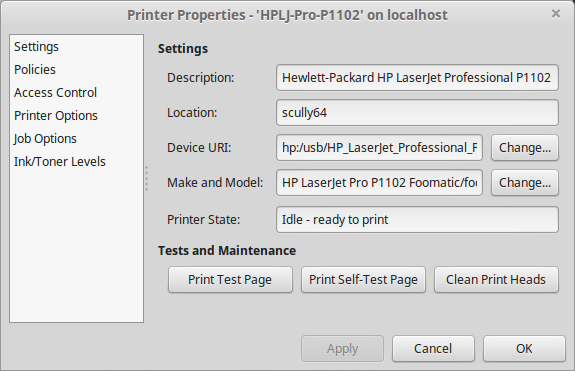 Printer Properties - 'HPLJ-Pro-P1102' on localhost
Settings
Policies
Access Control
Printer Options
Job Options
Ink/Toner Levels
Settings
Description: Hewlett-Packard HP LaserJet Professional P1102
Location: scully64
Device URI: hp:/usb/HP_LaserJet_Professional_P Change...
Make and Model: HP LaserJet Pro P1102 Foomatic/foo Change...
Printer State: Idle - ready to print
Tests and Maintenance
Print Test Page Print Self-Test Page Clean Print Heads
Apply Cancel OK